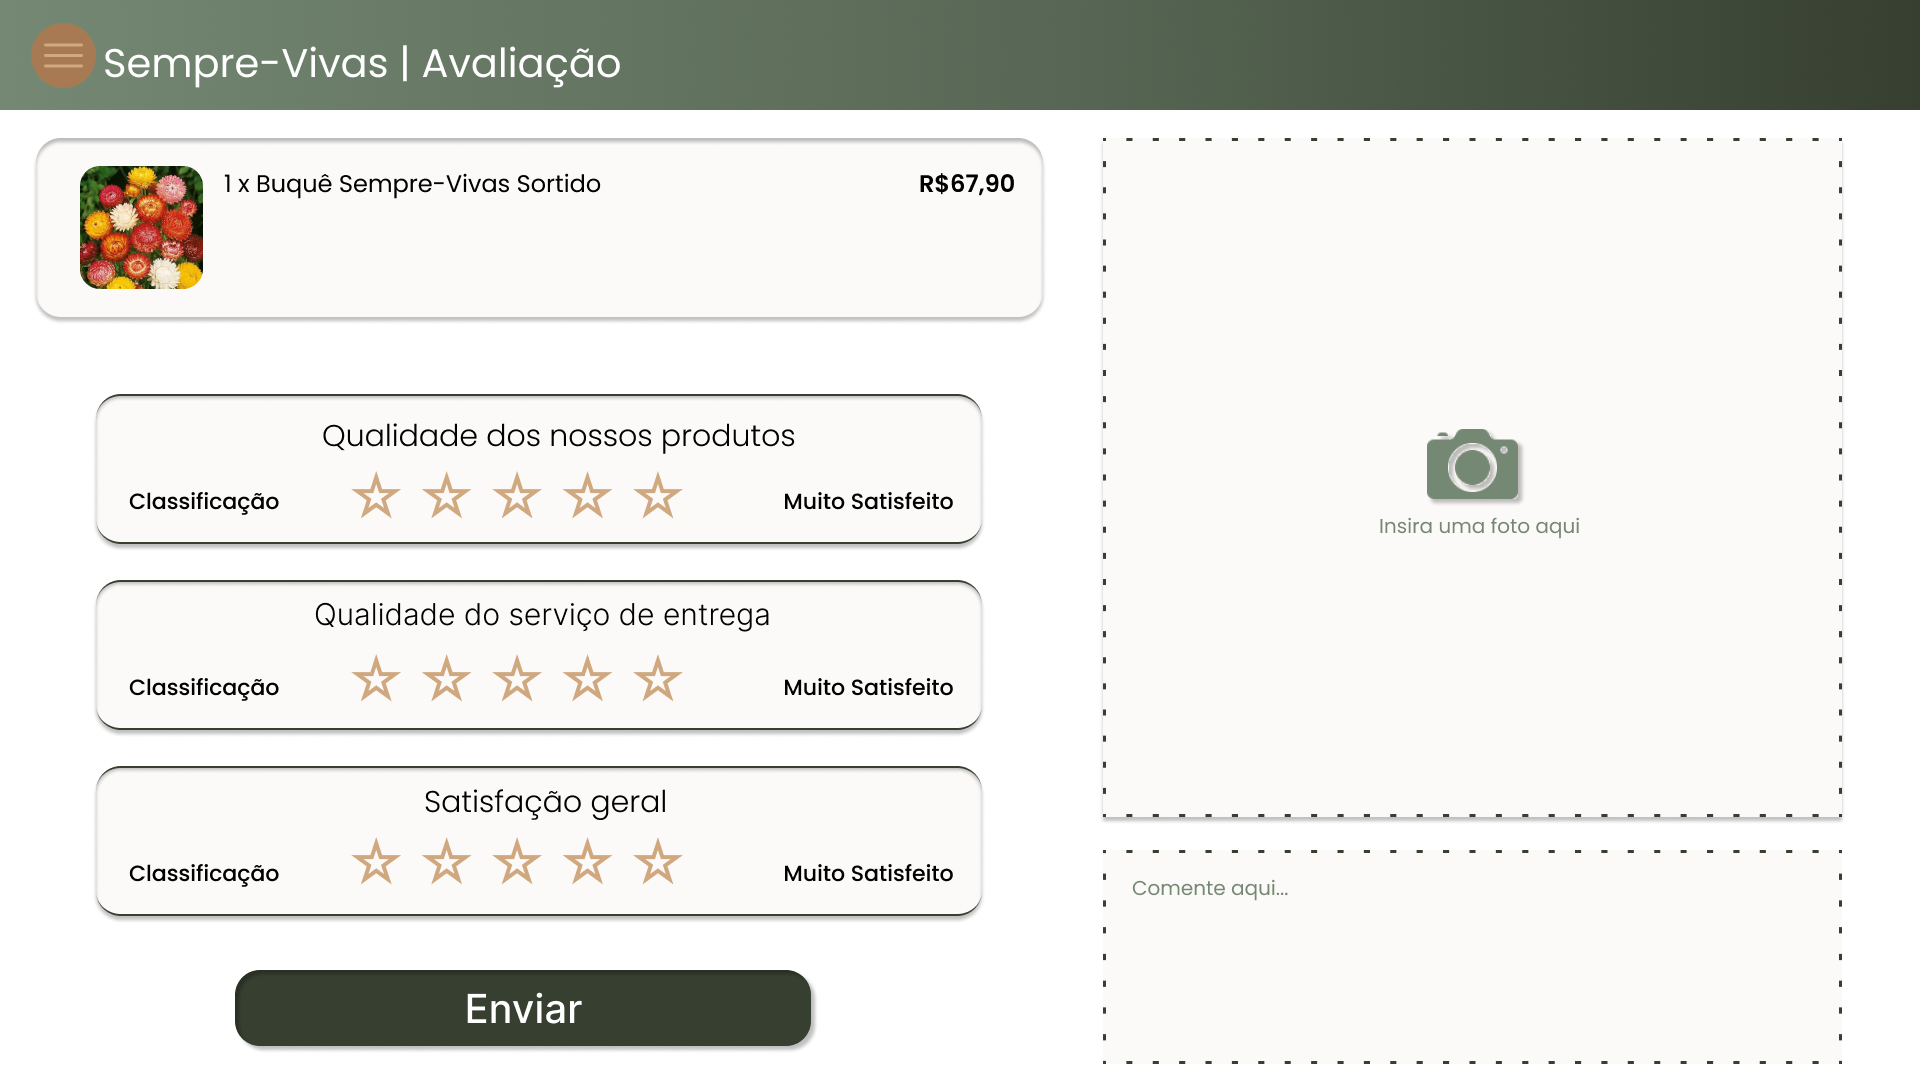 Sempre-Vivas | Avaliação
1 x Buquê Sempre-Vivas Sortido
R$67,90
Qualidade dos nossos produtos
Classificação
Muito Satisfeito
Qualidade do serviço de entrega
Classificação
Muito Satisfeito
Satisfação geral
Classificação
Muito Satisfeito
Enviar
Insira uma foto aqui
Comente aqui...